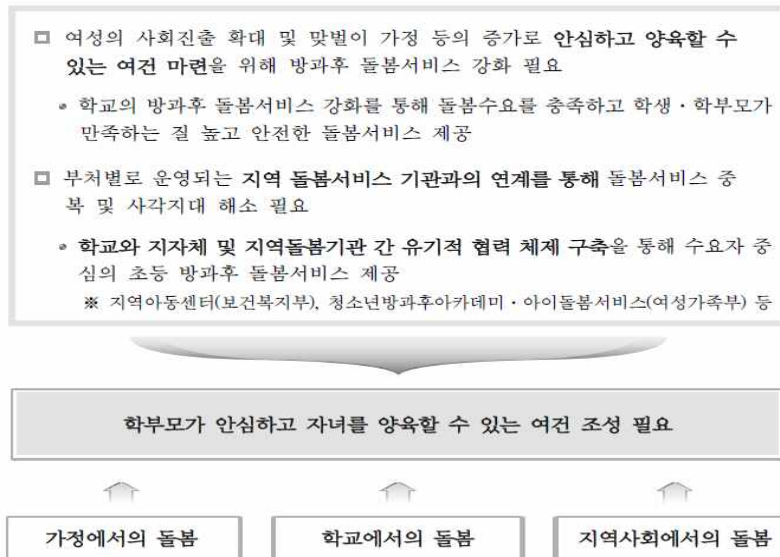 □ 여성의 사회진출 확대 및 맞벌이 가정 등의 증가로 안심하고 양육할 수
있는 여건 마련을 위해 방과후 돌봄서비스 강화 필요
• 학교의 방과후 돌봄서비스 강화를 통해 돌봄수요를 충족하고 학생·학부모가
만족하는 질 높고 안전한 돌봄서비스 제공
□ 부처별로 운영되는 지역 돌봄서비스 기관과의 연계를 통해 돌봄서비스 중
복 및 사각지대 해소 필요
• 학교와 지자체 및 지역돌봄기관 간 유기적 협력 체제 구축을 통해 수요자 중
심의 초등 방과후 돌봄서비스 제공
※ 지역아동센터(보건복지부), 청소년방과후아카데미·아이돌봄서비스(여성가족부) 등
학부모가 안심하고 자녀를 양육할 수 있는 여건 조성 필요
가정에서의 돌봄
학교에서의 돌봄
지역사회에서의 돌봄